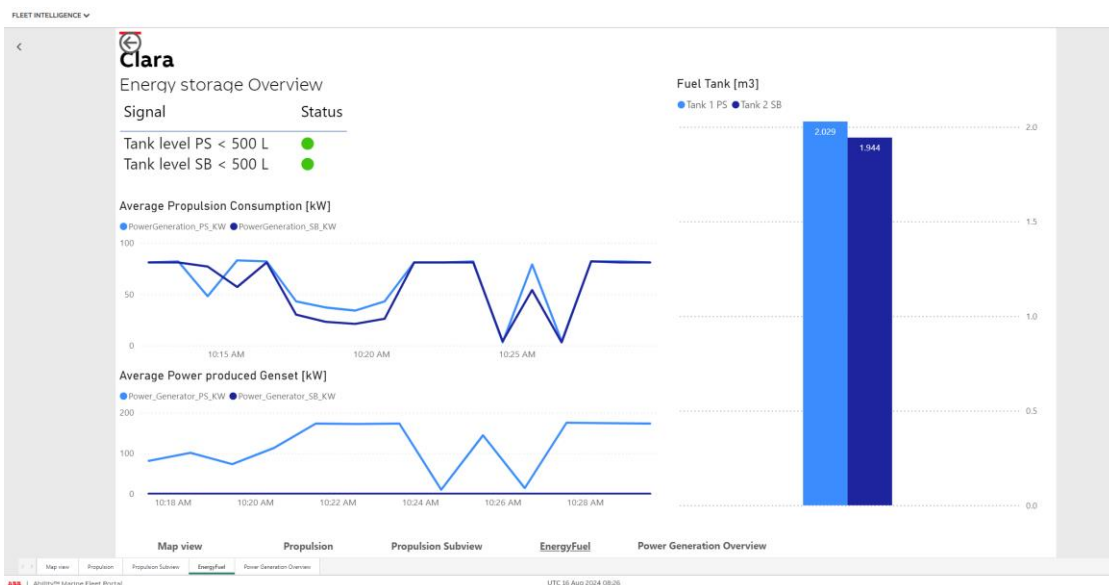 FLEET INTELLIGENCE
Clara
Energy storage Overview
Signal Status
Tank level PS < 500 L
Tank level SB < 500 L
Average Propulsion Consumption [kW]
PowerGeneration_PS_KW PowerGeneration_SB_KW
100
50
0
10:15 AM 10:20 AM 10:25 AM
Average Power produced Genset [kW]
Power_Generator_PS_KW Power_Generator_SB_KW
200
100
0
10:18 AM 10:20 AM 10:22 AM 10:24 AM 10:26 AM 10:28 AM
Fuel Tank [m3]
Tank 1 PS Tank 2 SB
2.029
1.944
2.0
1.5
1.0
0.5
0.0
Map view Propulsion Propulsion Subview EnergyFuel Power Generation Overview
Map view Propulsion Propulsion Subview EnergyFuel Power Generation Overview
ABB | Ability™ Marine Fleet Portal UTC 16 Aug 2024 08:26